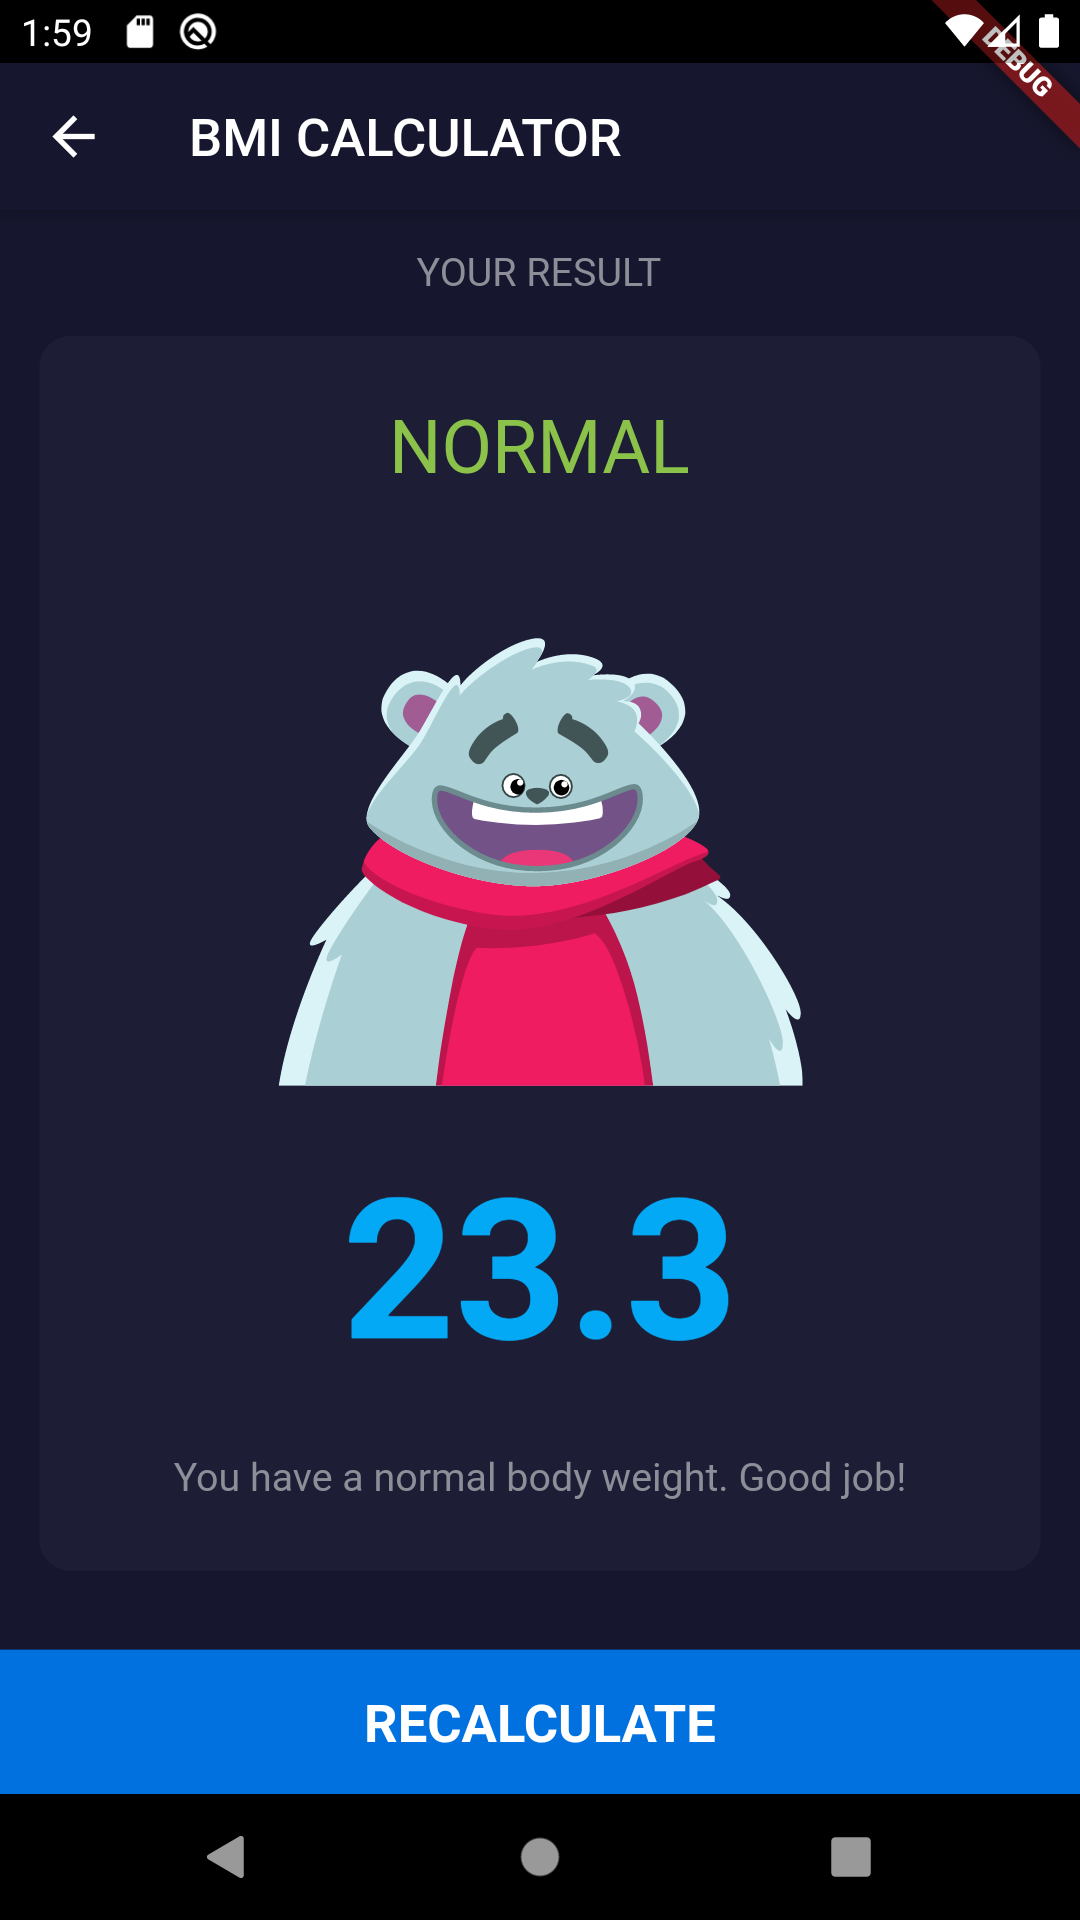 1:59
DEBUG
BMI CALCULATOR
YOUR RESULT
NORMAL
23.3
You have a normal body weight. Good job!
RECALCULATE